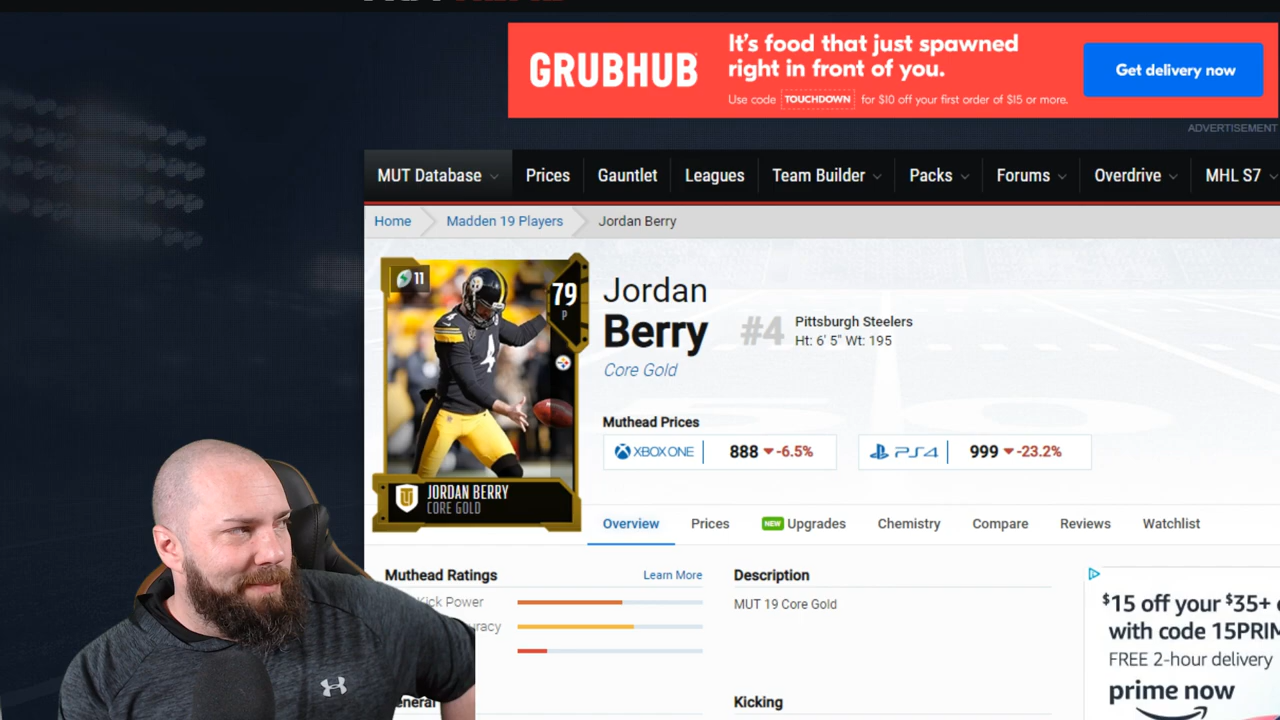 GRUBHUB
It's food that just spawned
right in front of you.
Use code TOUCHDOWN for $10 off your first order of $15 or more.
Get delivery now
ADVERTISEMENT
MUT Database Prices Gauntlet Leagues Team Builder Packs Forums Overdrive MHL S7
Home Madden 19 Players Jordan Berry
11
79
P
4
JORDAN BERRY
CORE GOLD
Jordan
Berry
#4
Pittsburgh Steelers
Ht: 6' 5" Wt: 195
Core Gold
Muthead Prices
XBOX ONE 888 -6.5%
PS4 999 -23.2%
Overview Prices NEW Upgrades Chemistry Compare Reviews Watchlist
Muthead Ratings Learn More
Kick Power
uracy
Description
MUT 19 Core Gold
$15 off your $35+
with code 15PRIM
FREE 2-hour delivery
prime now
eneral
Kicking